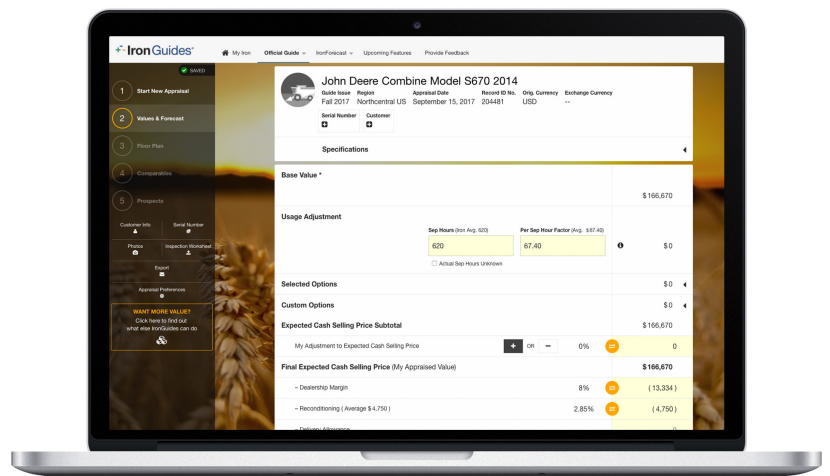 IronGuides
My Iron Official Guide IronForecast Upcoming Features Provide Feedback
SAVED
1 Start New Appraisal
2 Values & Forecast
3 Floor Plan
4 Comparables
5 Prospects
Customer Info Serial Number
Photos Inspection Worksheet
Export
Appraisal Preferences
WANT MORE VALUE?
Click here to find out
what else IronGuides can do
John Deere Combine Model S670 2014
Guide Issue Region Appraisal Date Record ID No. Orig. Currency Exchange Currency
Fall 2017 Northcentral US September 15, 2017 204481 USD --
Serial Number Customer
Specifications
Base Value *
$166,670
Usage Adjustment
Sep Hours (Iron Avg. 620) Per Sep Hour Factor (Avg. $67.40)
620 67.40 $0
Actual Sep Hours Unknown
Selected Options $0
Custom Options $0
Expected Cash Selling Price Subtotal $166,670
My Adjustment to Expected Cash Selling Price + OR − 0% 0
Final Expected Cash Selling Price (My Appraised Value) $166,670
– Dealership Margin 8% (13,334)
– Reconditioning (Average $4,750) 2.85% (4,750)
– Delivery Allowance 0